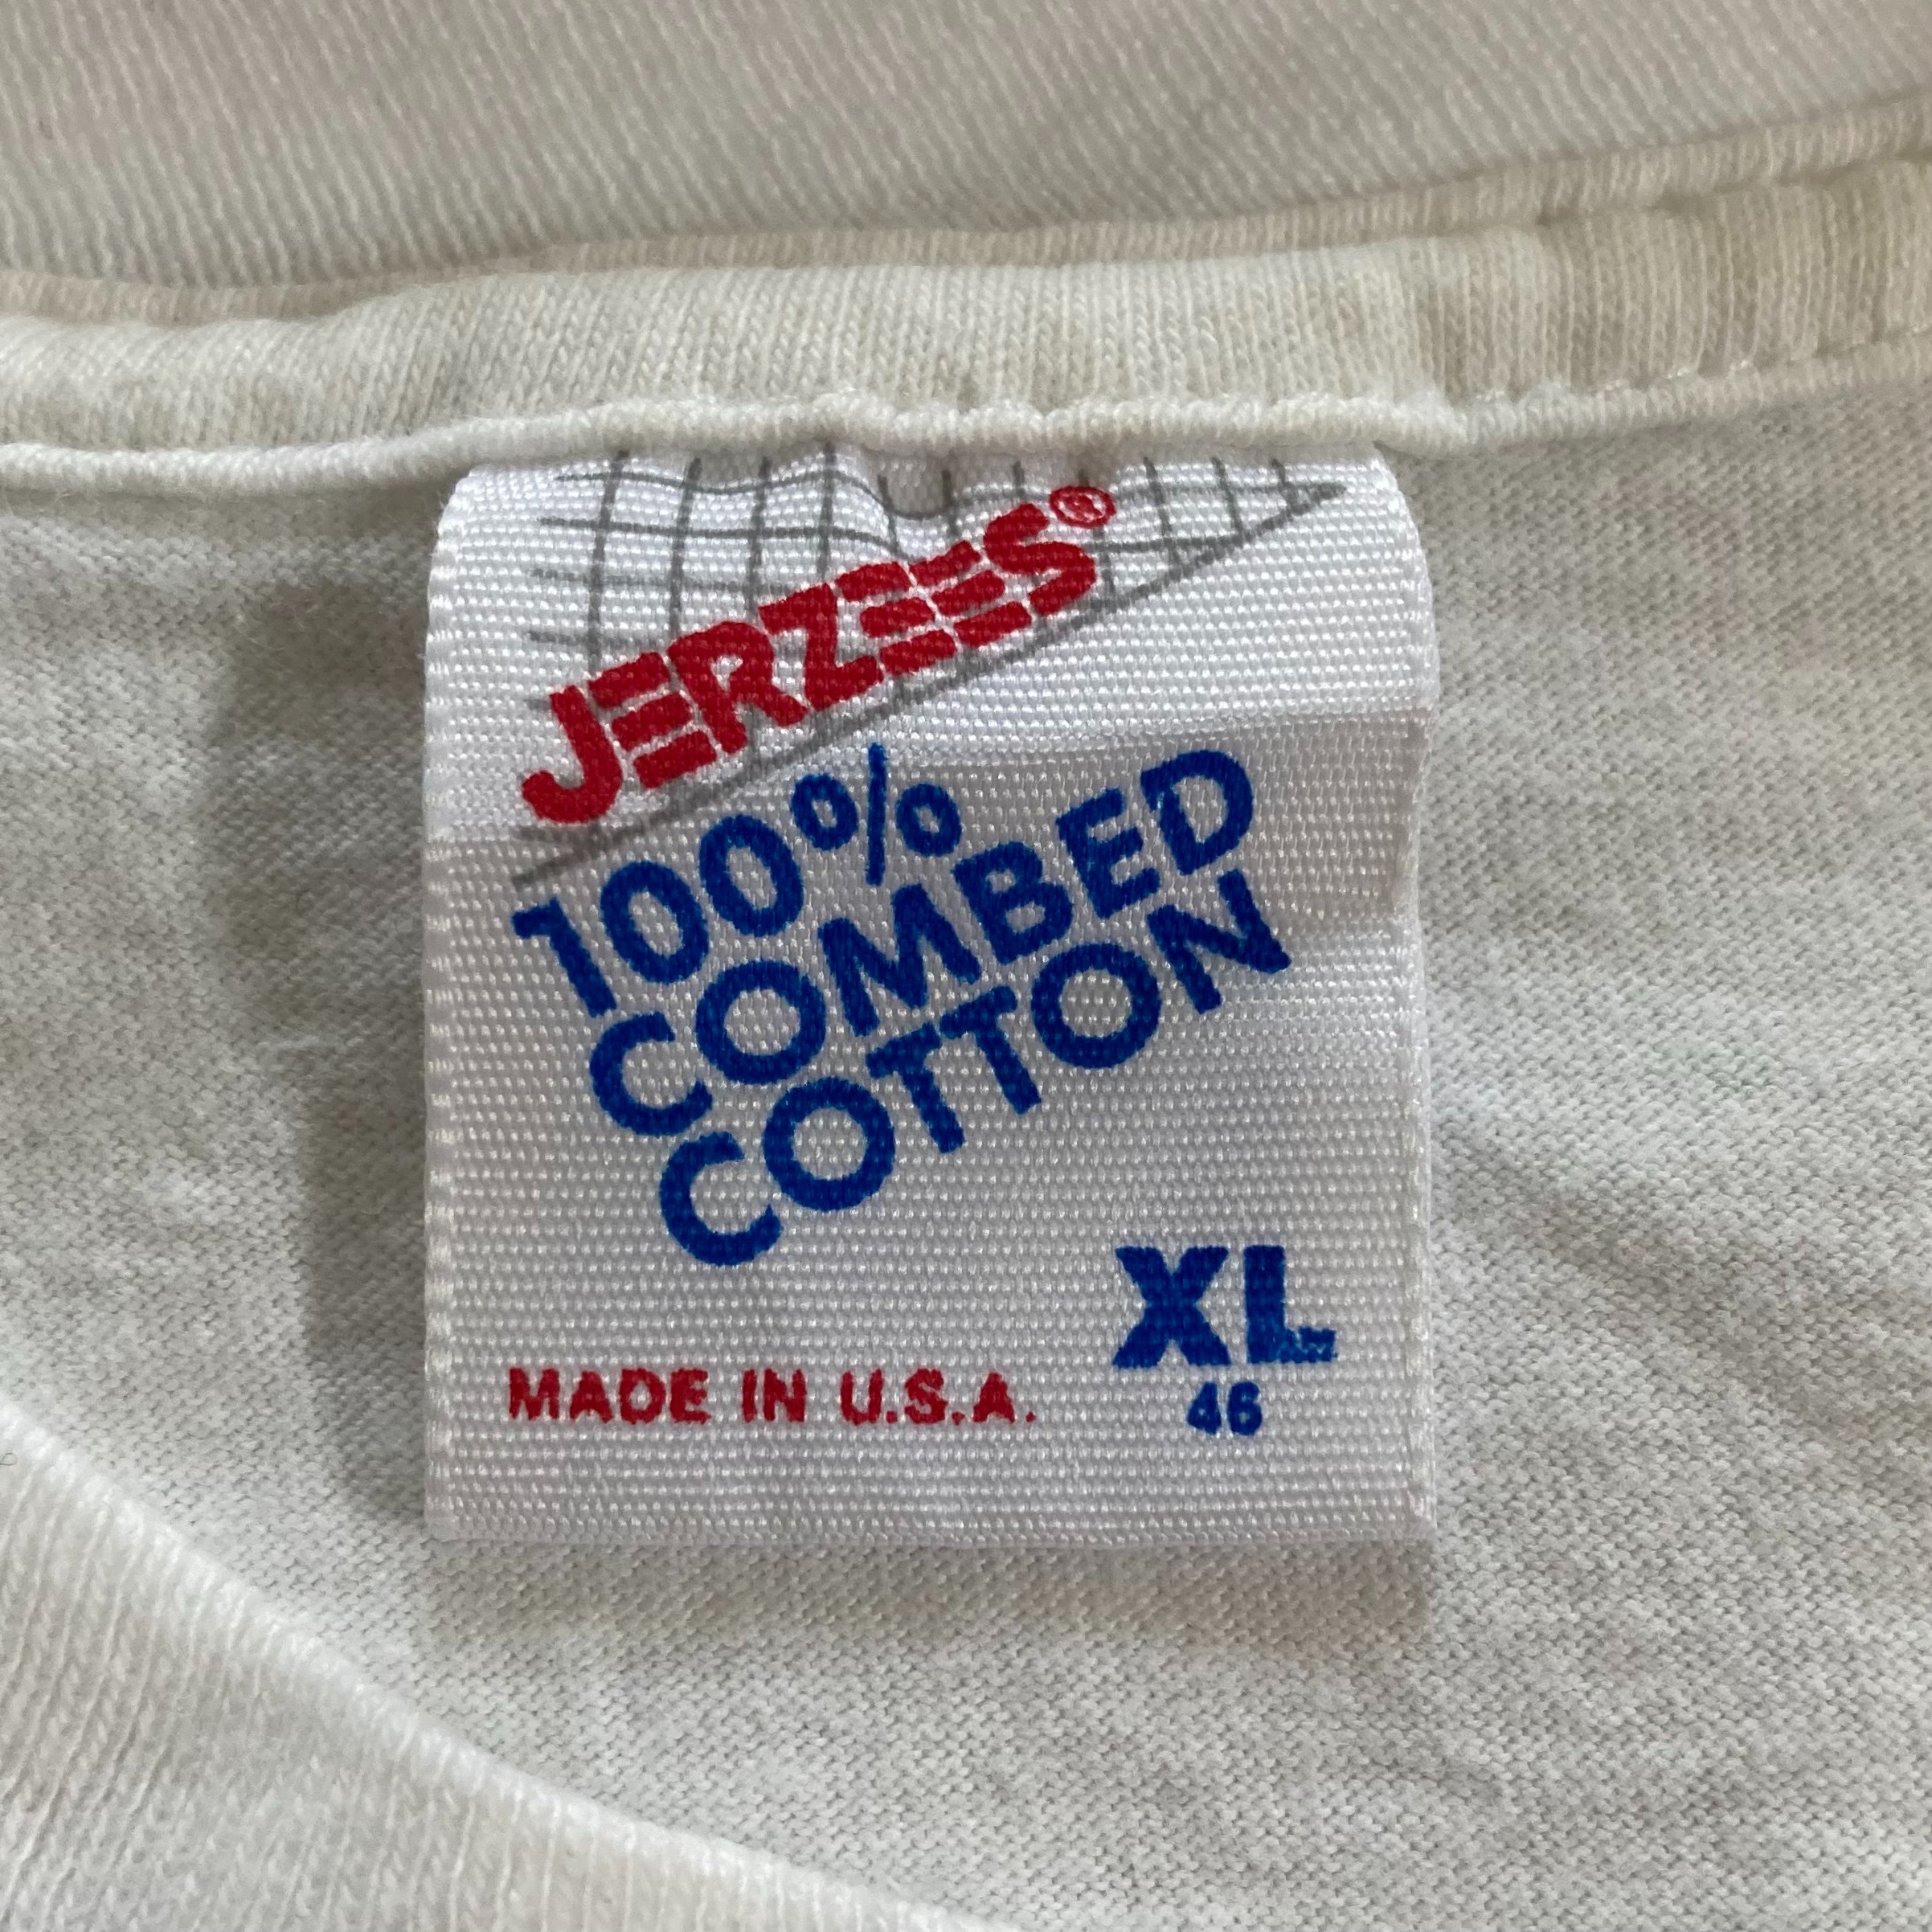 JERZEES®
100%
COMBED
COTTON
XL
MADE IN U.S.A.
46